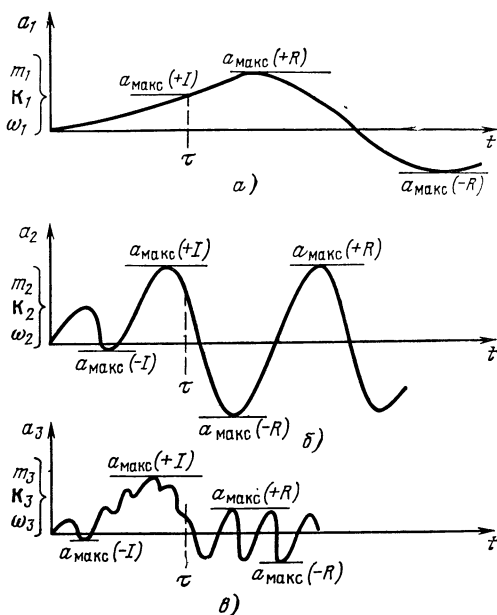 a₁
m₁
K₁
ω₁
aмакс(+I)
aмакс(+R)
τ
t
aмакс(−R)
а)
a₂
m₂
K₂
ω₂
aмакс(+I)
aмакс(+R)
t
aмакс(−I)
τ
aмакс(−R)
б)
a₃
m₃
K₃
ω₃
aмакс(+I)
aмакс(+R)
t
aмакс(−I)
τ
aмакс(−R)
в)